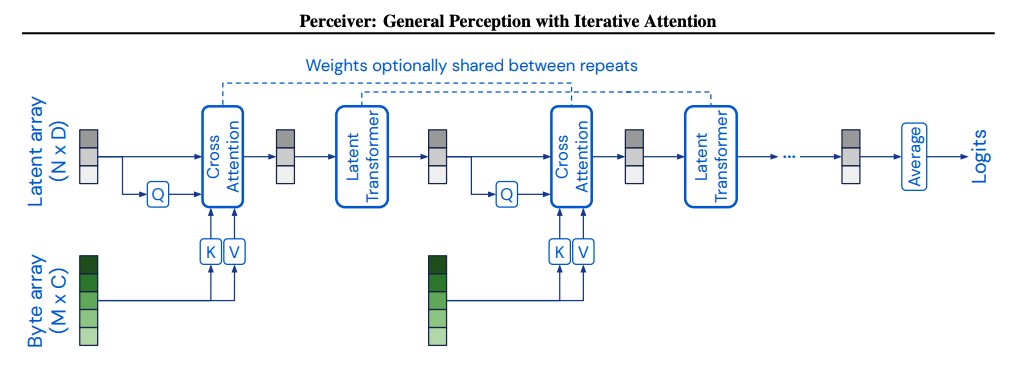 Perceiver: General Perception with Iterative Attention
Weights optionally shared between repeats
Latent array
(N x D)
Cross
Attention
Latent
Transformer
Cross
Attention
Latent
Transformer
...
Average
Logits
Q
Q
K
V
K
V
Byte array
(M x C)